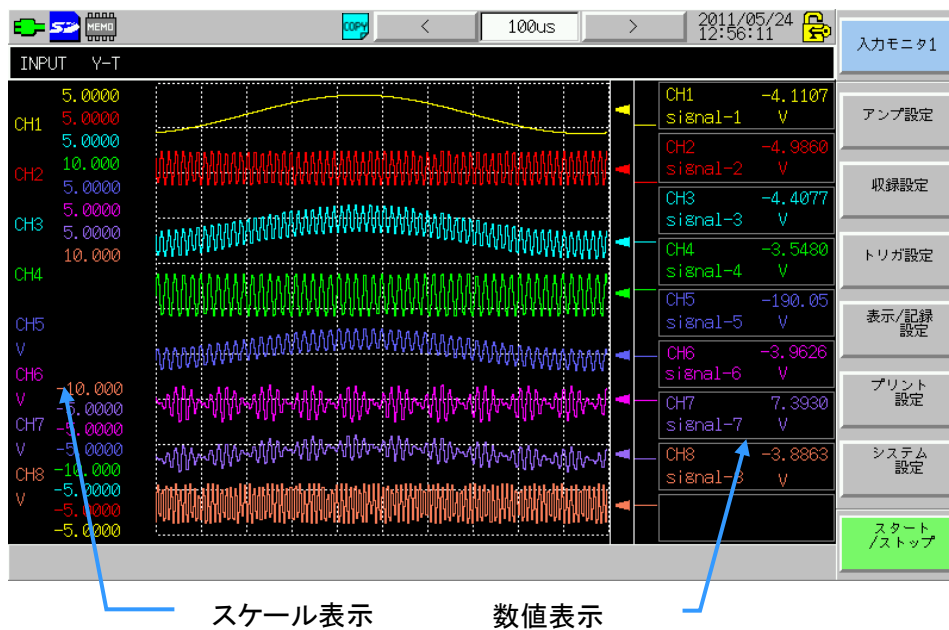 SD
MEMO
COPY
<
100us
>
2011/05/24
12:56:11
入力モニタ1
INPUT Y-T
アンプ設定
収録設定
トリガ設定
表示/記録
設定
プリント
設定
システム
設定
スタート
/ストップ
5.0000
CH1 5.0000
5.0000
10.000
CH2
5.0000
5.0000
CH3 5.0000
10.000
CH4
CH5
V
CH6
-10.000
V -5.0000
CH7 -5.0000
V -5.0000
CH8 -10.000
-5.0000
V
-5.0000
-5.0000
CH1 -4.1107
signal-1 V
CH2 -4.9860
signal-2 V
CH3 -4.4077
signal-3 V
CH4 -3.5480
signal-4 V
CH5 -190.05
signal-5 V
CH6 -3.9626
signal-6 V
CH7 7.3930
signal-7 V
CH8 -3.8863
signal-8 V
スケール表示
数値表示